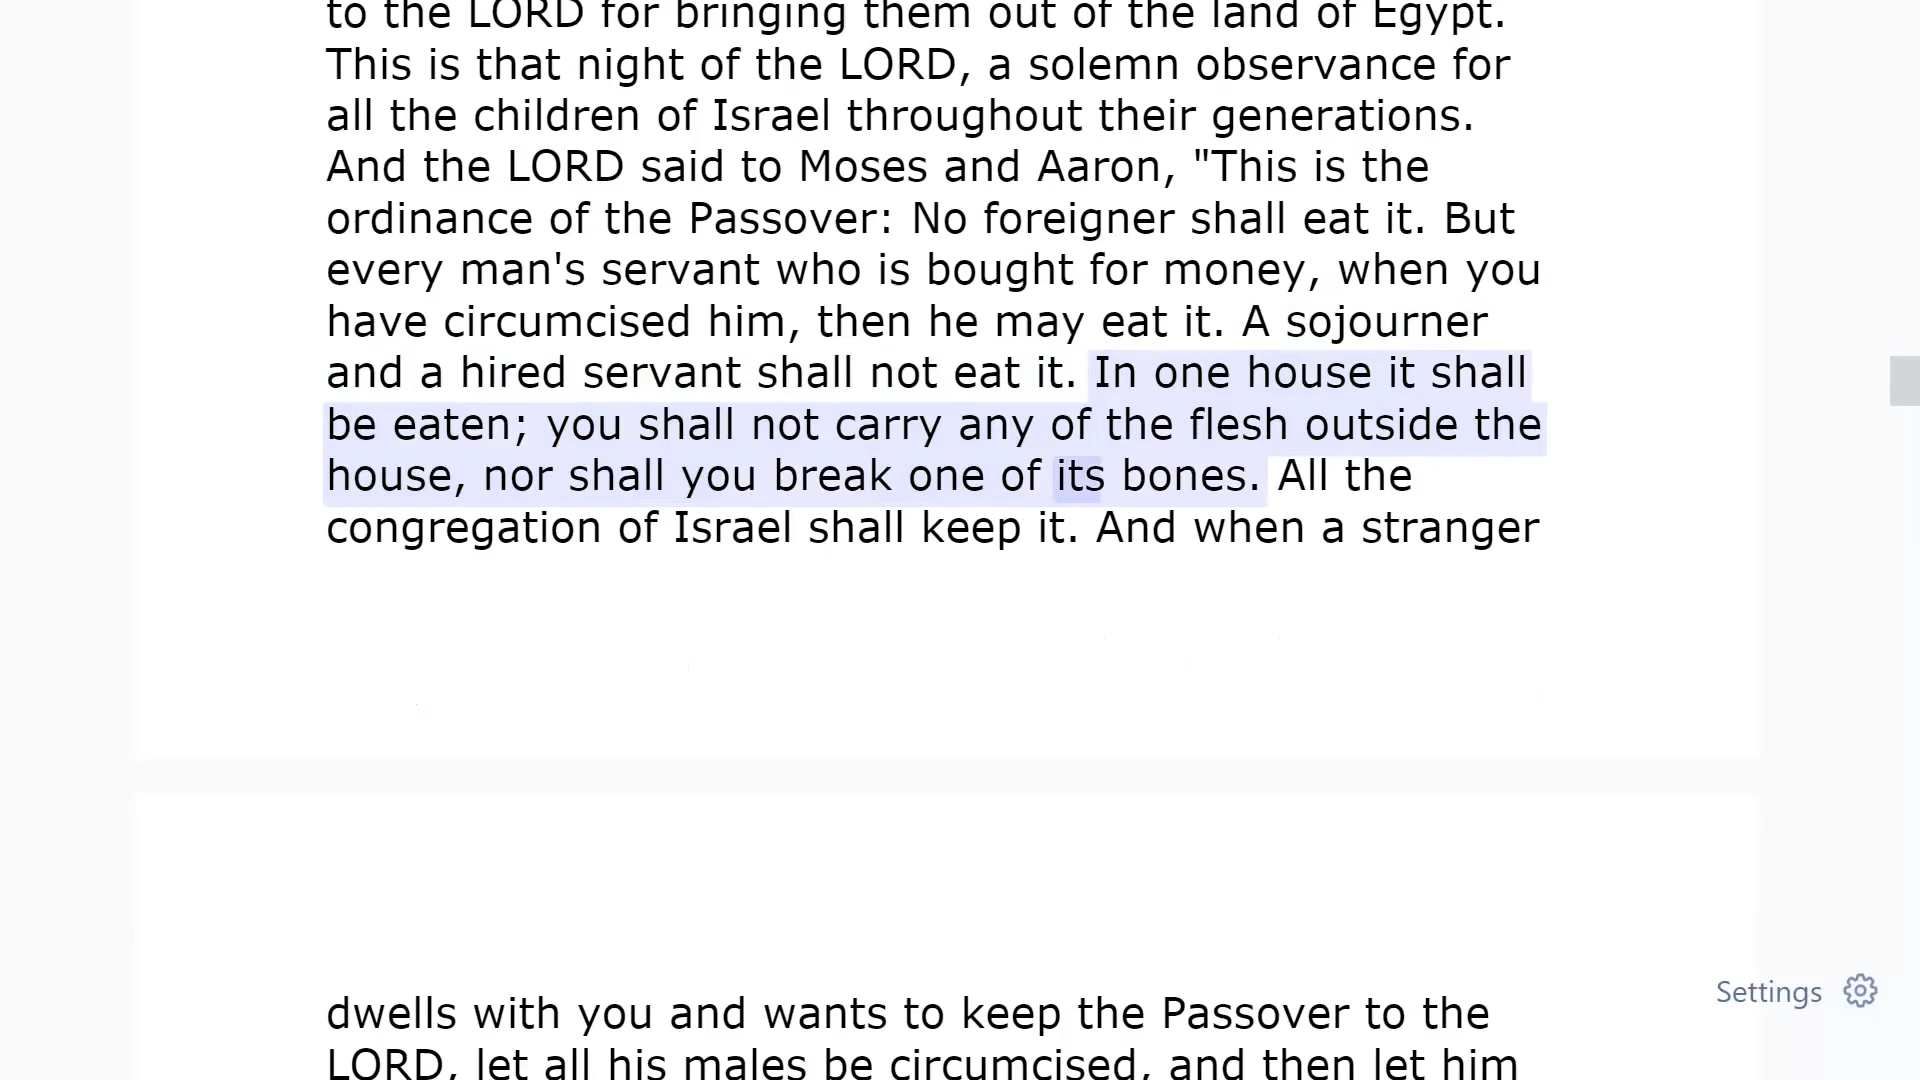 to the LORD for bringing them out of the land of Egypt.
This is that night of the LORD, a solemn observance for
all the children of Israel throughout their generations.
And the LORD said to Moses and Aaron, "This is the
ordinance of the Passover: No foreigner shall eat it. But
every man's servant who is bought for money, when you
have circumcised him, then he may eat it. A sojourner
and a hired servant shall not eat it. In one house it shall
be eaten; you shall not carry any of the flesh outside the
house, nor shall you break one of its bones. All the
congregation of Israel shall keep it. And when a stranger
Settings
dwells with you and wants to keep the Passover to the
LORD, let all his males be circumcised, and then let him